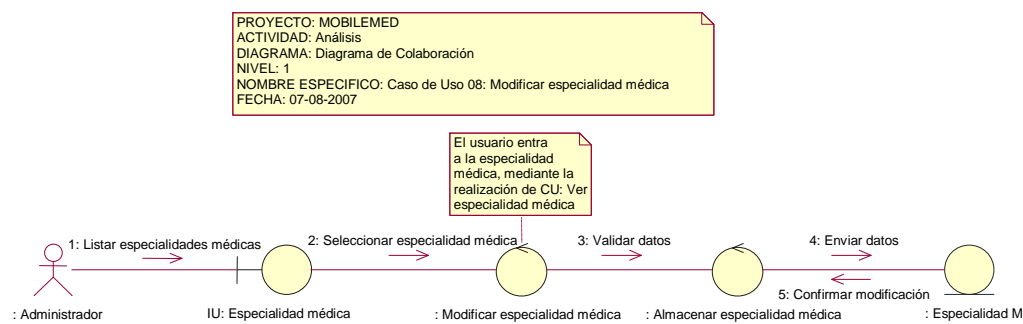 PROYECTO: MOBILEMED
ACTIVIDAD: Análisis
DIAGRAMA: Diagrama de Colaboración
NIVEL: 1
NOMBRE ESPECIFICO: Caso de Uso 08: Modificar especialidad médica
FECHA: 07-08-2007
El usuario entra
a la especialidad
médica, mediante la
realización de CU: Ver
especialidad médica
1: Listar especialidades médicas
2: Seleccionar especialidad médica
3: Validar datos
4: Enviar datos
5: Confirmar modificación
: Administrador
IU: Especialidad médica
: Modificar especialidad médica
: Almacenar especialidad médica
: Especialidad M